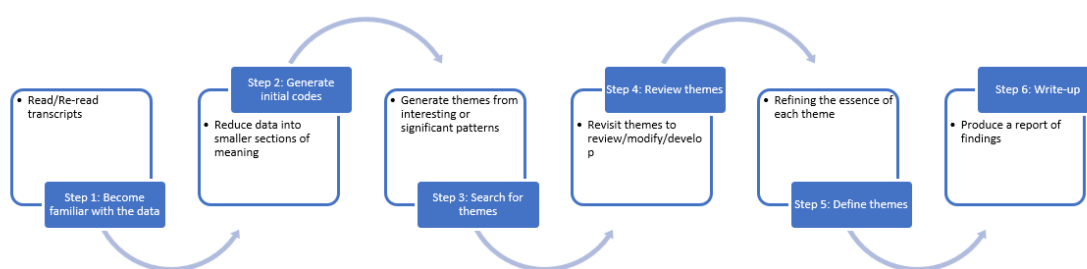 • Read/Re-read
transcripts
Step 1: Become
familiar with the data
Step 2: Generate
initial codes
• Reduce data into
smaller sections of
meaning
• Generate themes from
interesting or
significant patterns
Step 3: Search for
themes
Step 4: Review themes
• Revisit themes to
review/modify/develo
p
• Refining the essence of
each theme
Step 5: Define themes
Step 6: Write-up
• Produce a report of
findings